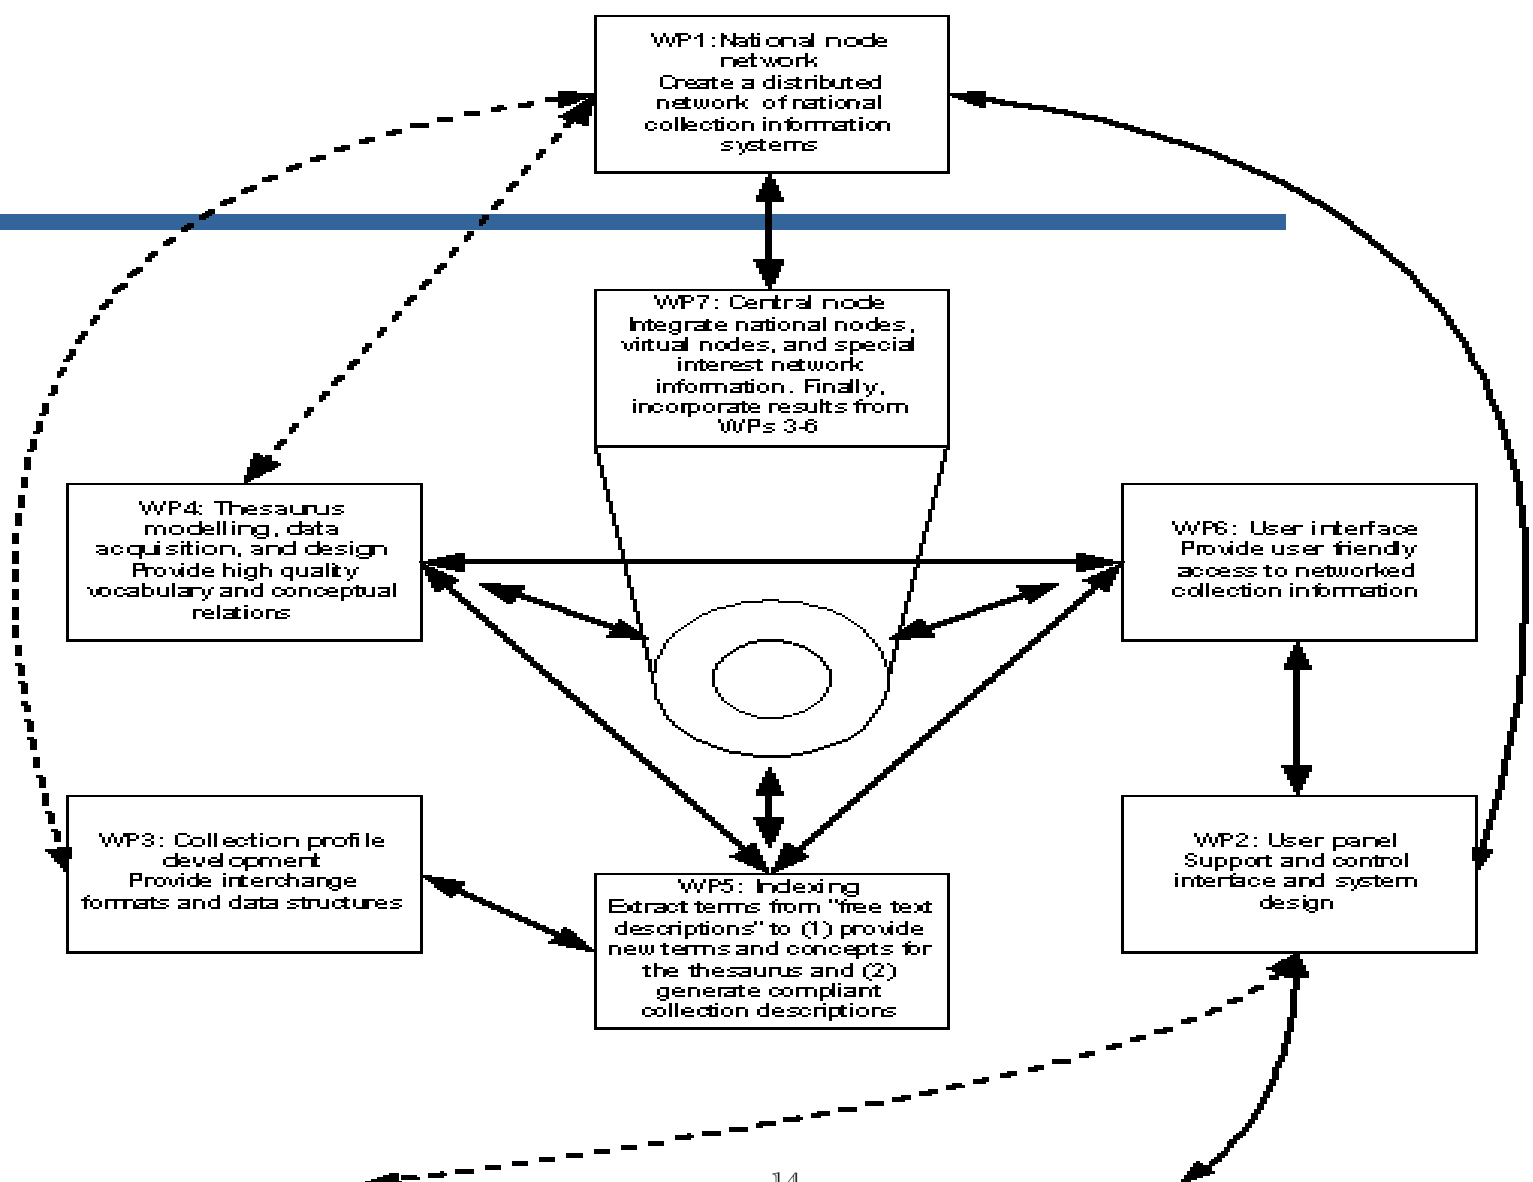 WP1:National node
network
Create a distributed
network of national
collection information
systems
WP7: Central node
Integrate national nodes,
virtual nodes, and special
interest network
information. Finally,
incorporate results from
WPs 3-6
WP4: Thesaurus
modelling, data
acquisition, and design
Provide high quality
vocabulary and conceptual
relations
WP6: User interface
Provide user friendly
access to networked
collection information
WP3: Collection profile
development
Provide interchange
formats and data structures
WP5: Indexing
Extract terms from "free text
descriptions" to (1) provide
new terms and concepts for
the thesaurus and (2)
generate compliant
collection descriptions
WP2: User panel
Support and control
interface and system
design
14